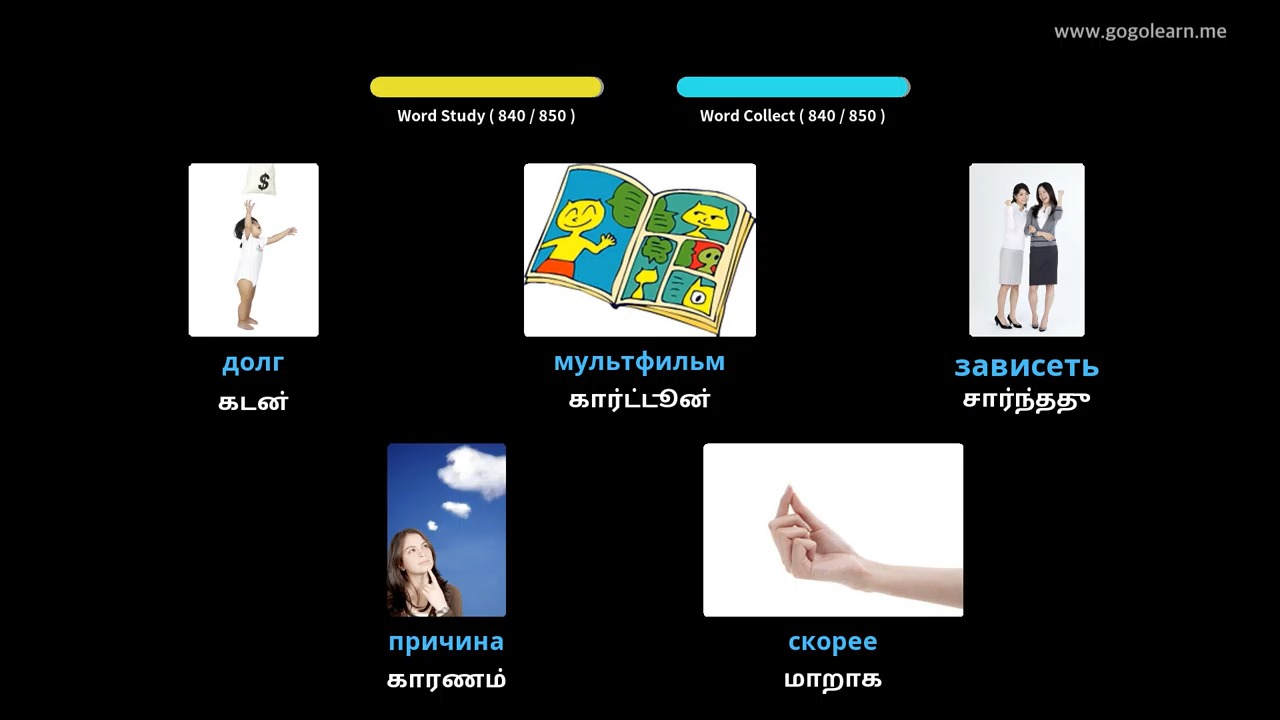 www.gogolearn.me
Word Study ( 840 / 850 )
Word Collect ( 840 / 850 )
$
долг
கடன்
мультфильм
கார்ட்டூன்
зависеть
சார்ந்தது
причина
காரணம்
скорее
மாறாக